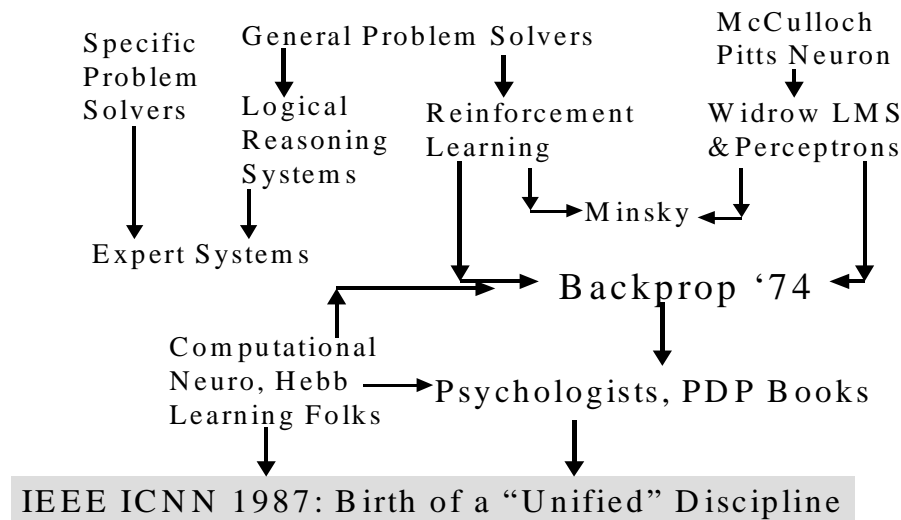 Specific
Problem
Solvers
General Problem Solvers
McCulloch
Pitts Neuron
Logical
Reasoning
Systems
Reinforcement
Learning
Widrow LMS
&Perceptrons
Minsky
Expert Systems
Backprop ‘74
Computational
Neuro, Hebb
Learning Folks
Psychologists, PDP Books
IEEE ICNN 1987: Birth of a “Unified” Discipline